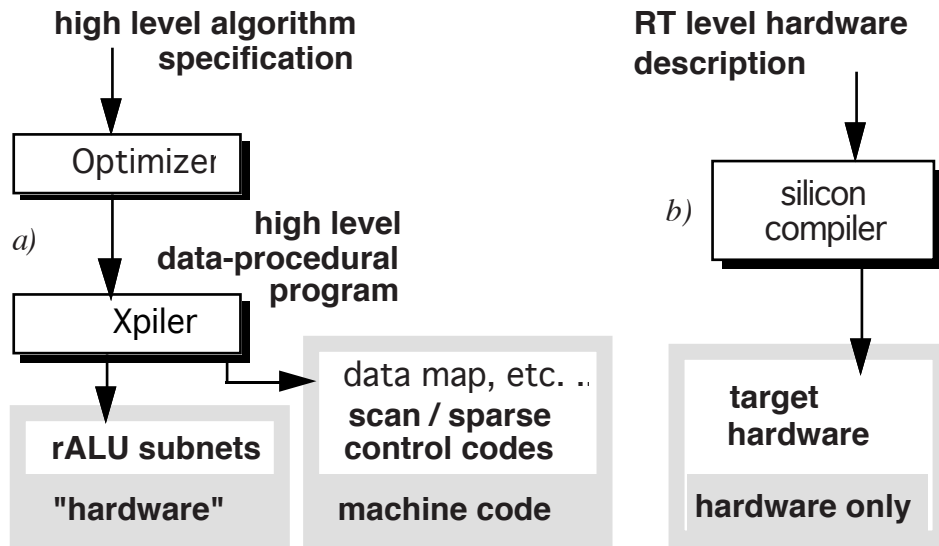 high level algorithm
specification
Optimizer
a)
high level
data-procedural
program
Xpiler
data map, etc. ..
scan / sparse
control codes
machine code
rALU subnets
"hardware"
RT level hardware
description
b)
silicon
compiler
target
hardware
hardware only